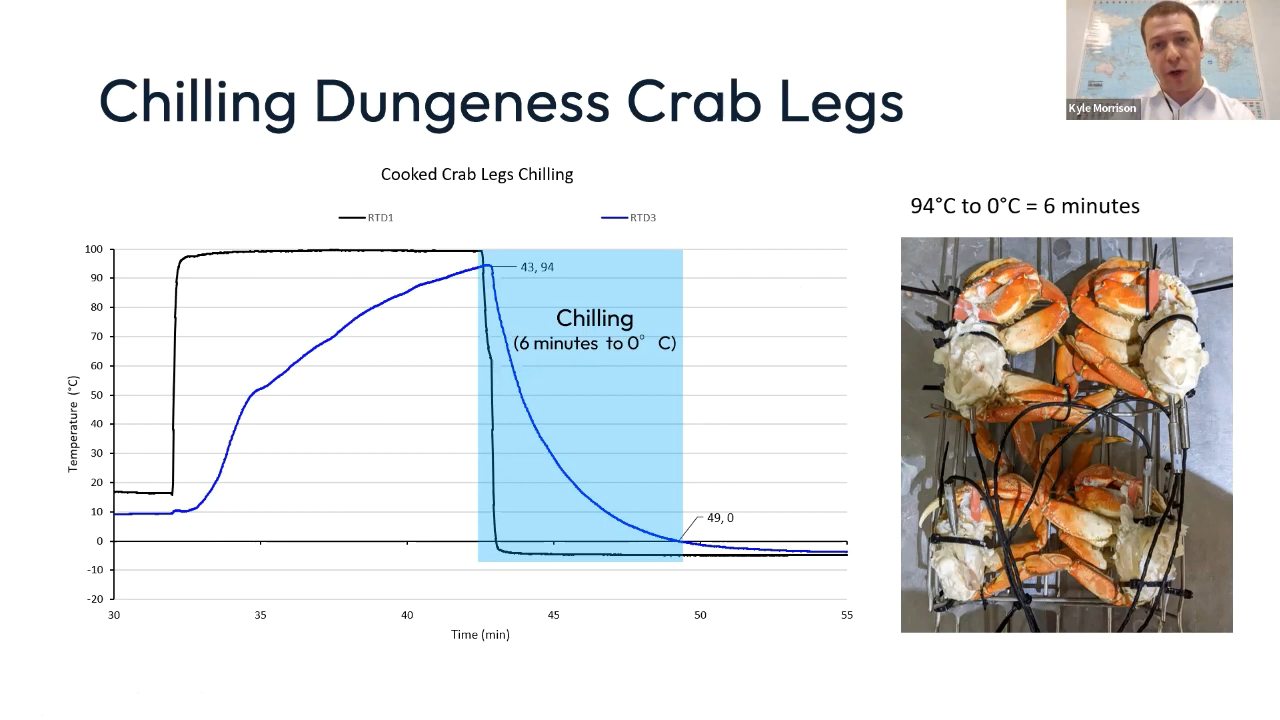 Chilling Dungeness Crab Legs
Kyle Morrison
Cooked Crab Legs Chilling
RTD1
RTD3
94°C to 0°C = 6 minutes
100
90
80
70
60
50
40
30
20
10
0
-10
-20
Temperature (°C)
43, 94
Chilling
(6 minutes to 0° C)
49, 0
30
35
40
45
50
55
Time (min)